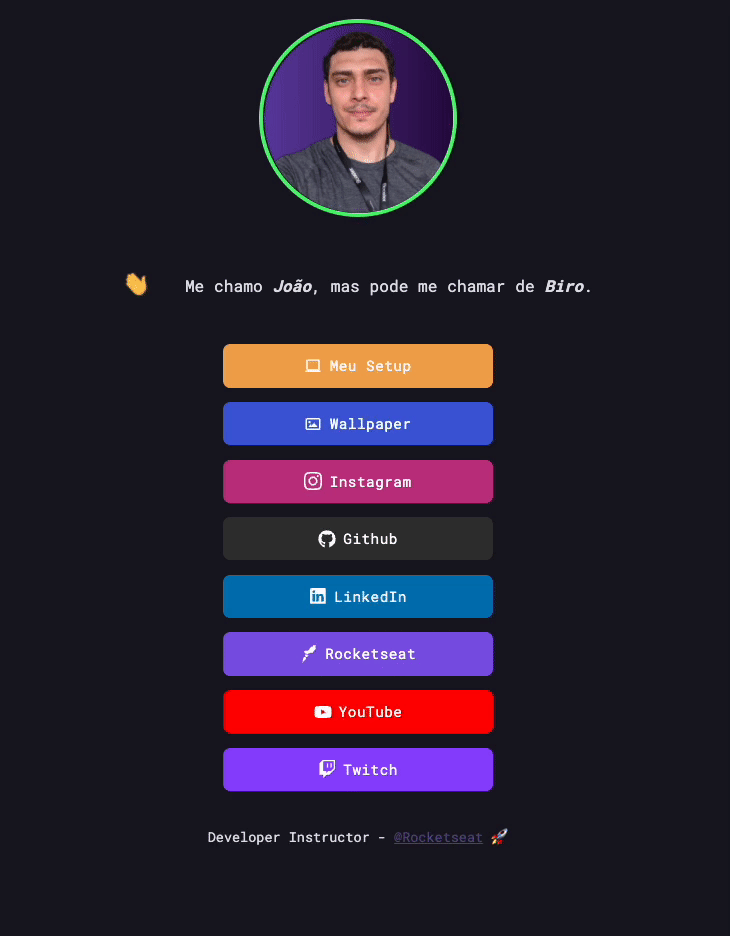 Me chamo João, mas pode me chamar de Biro.
Meu Setup
Wallpaper
Instagram
Github
LinkedIn
Rocketseat
YouTube
Twitch
Developer Instructor - @Rocketseat 🚀